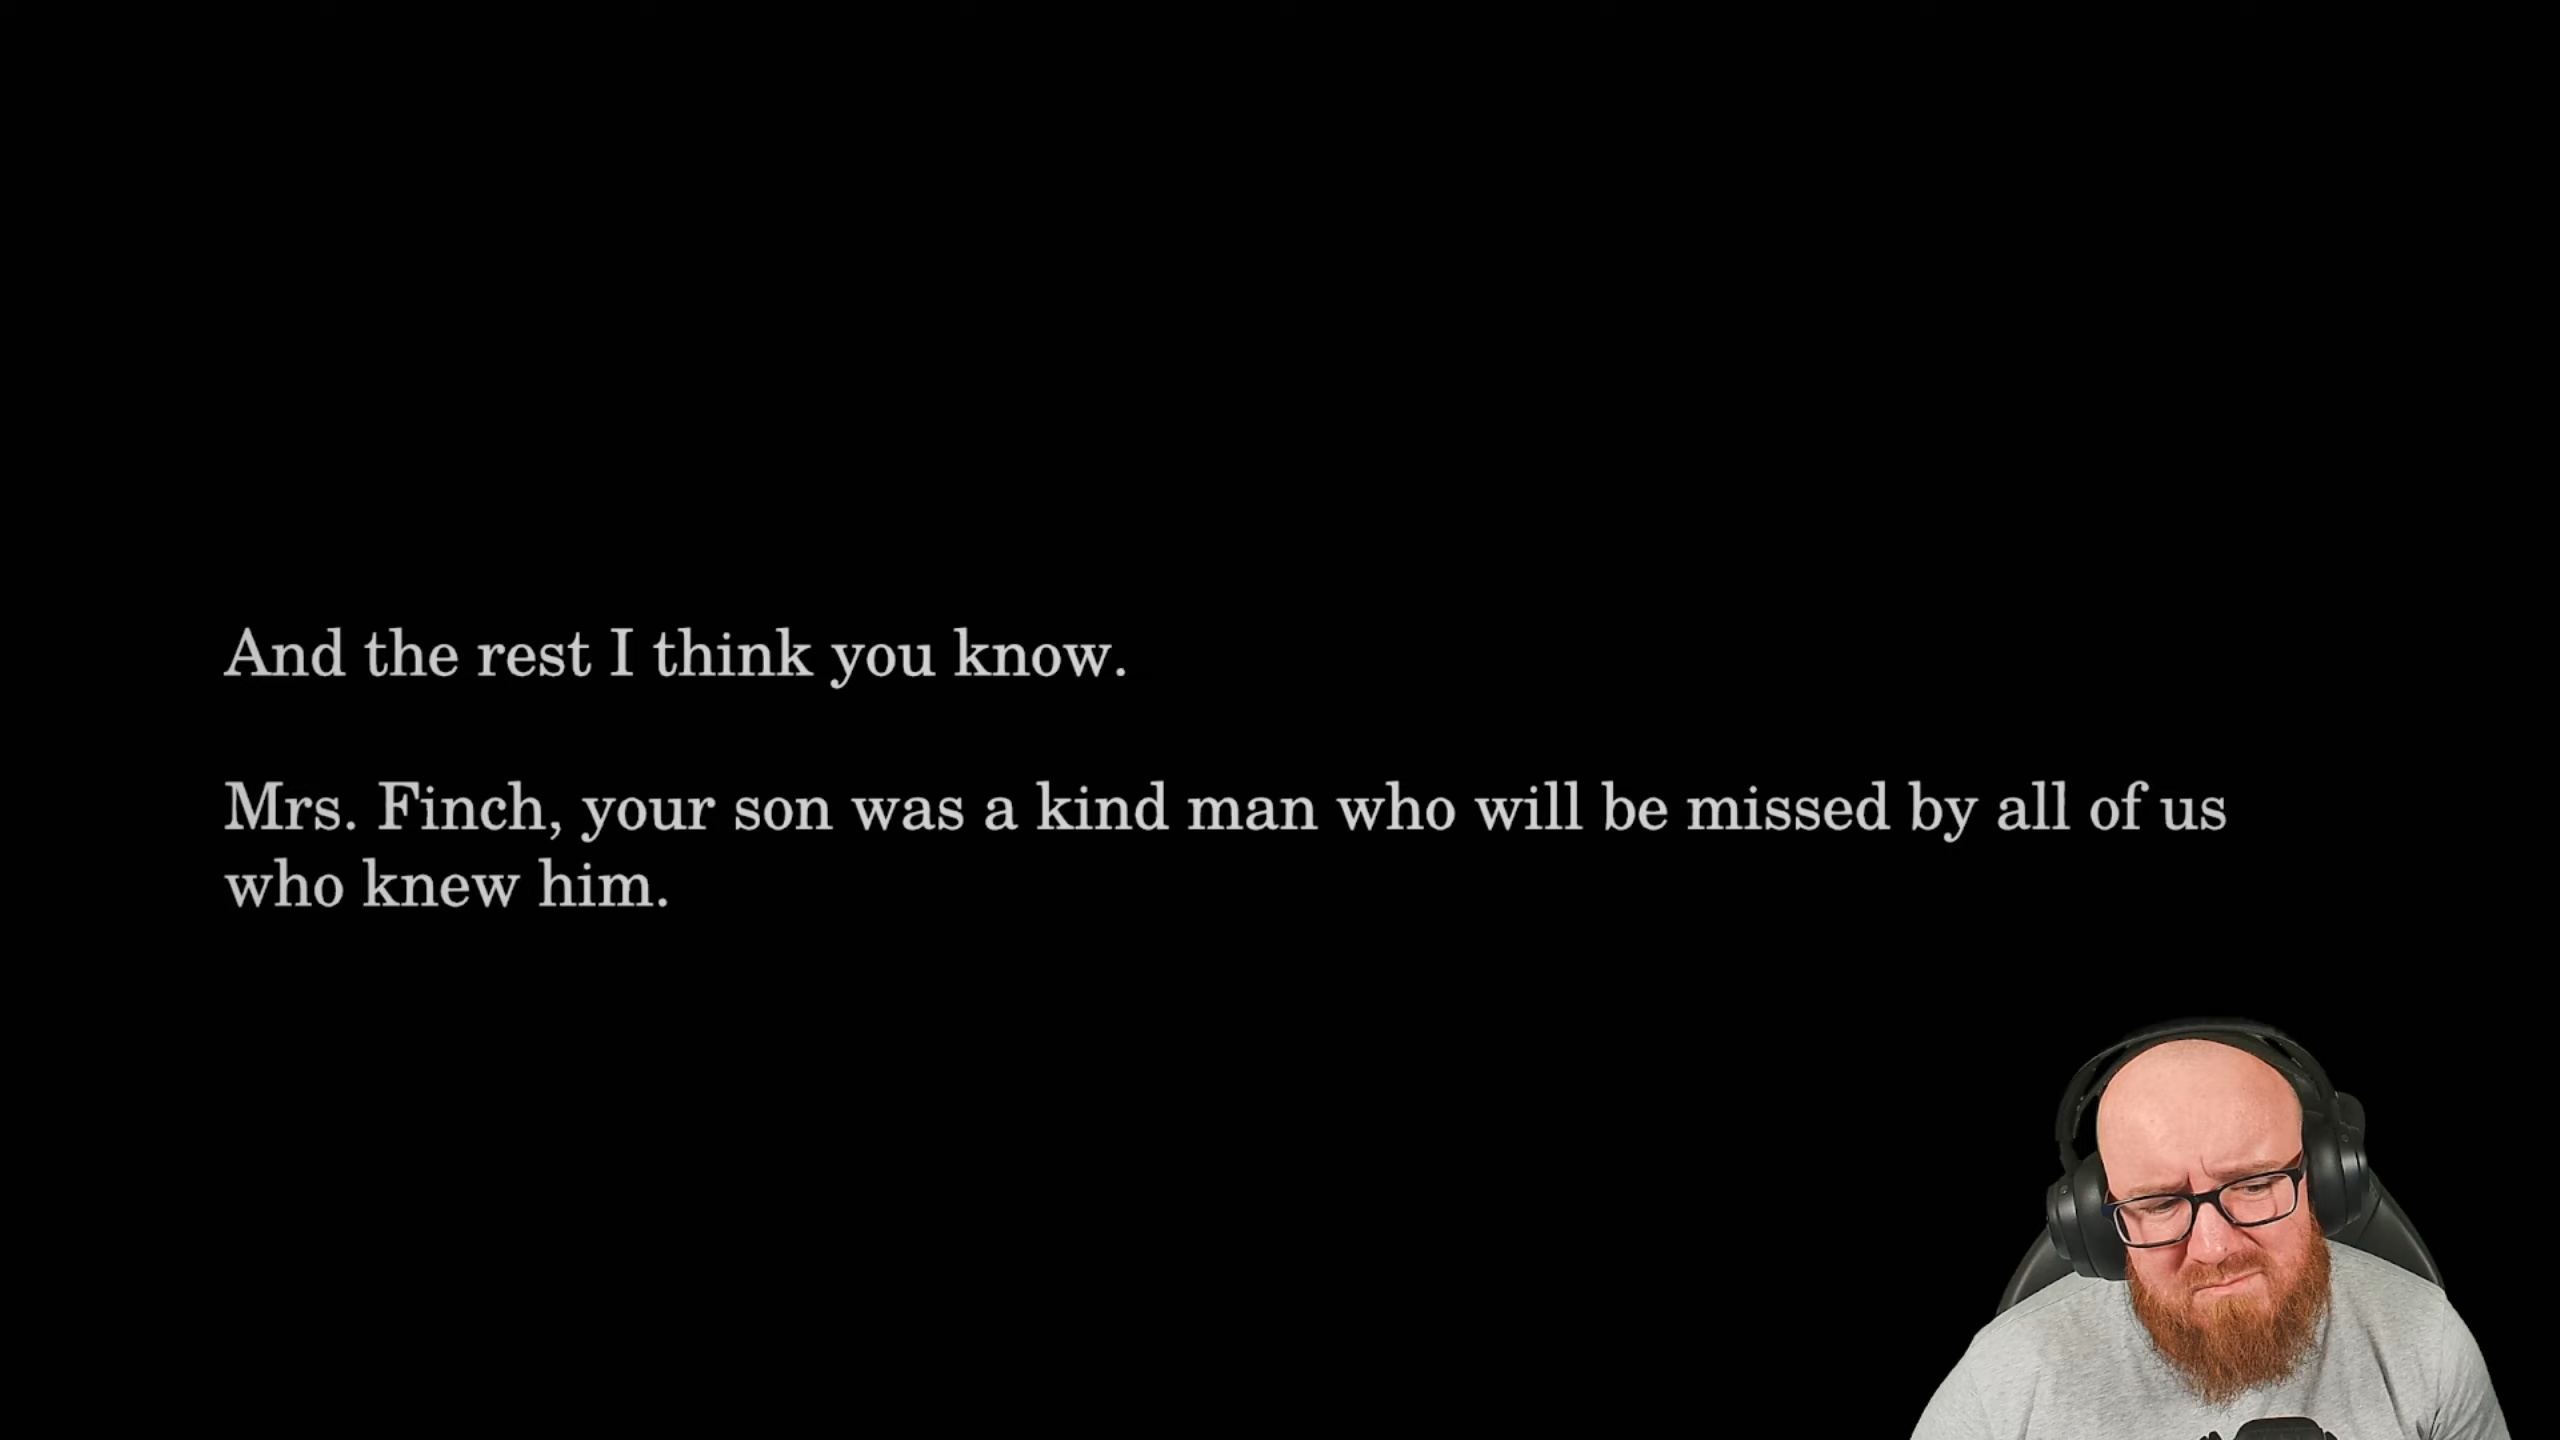 And the rest I think you know.
Mrs. Finch, your son was a kind man who will be missed by all of us
who knew him.